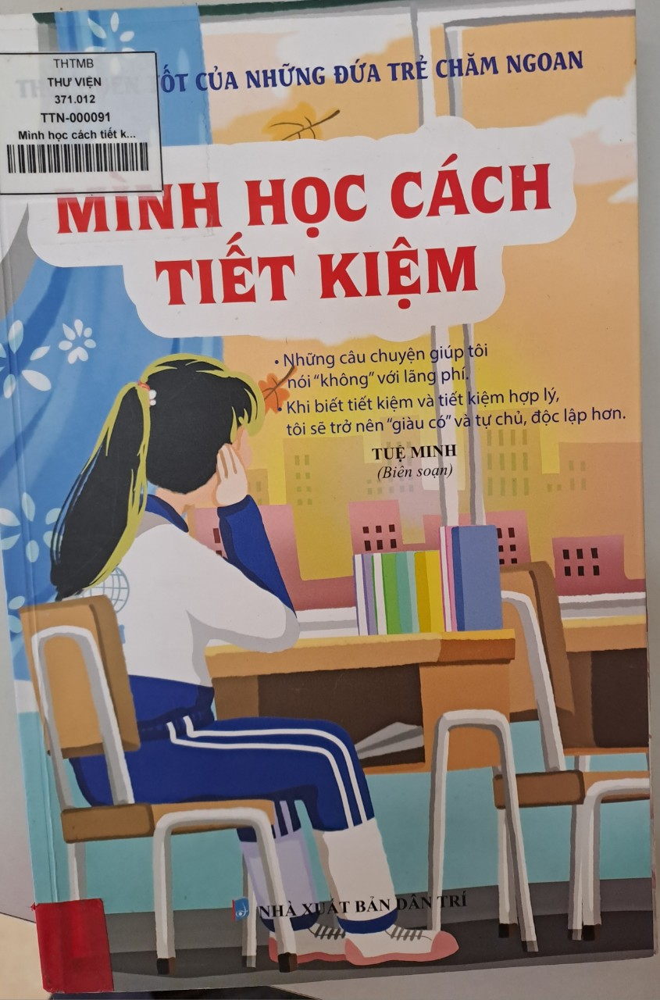 THTMB
THƯ VIỆN
371.012
TTN-000091
Mình học cách tiết k...
TỐT CỦA NHỮNG ĐỨA TRẺ CHĂM NGOAN
MÌNH HỌC CÁCH
TIẾT KIỆM
• Những câu chuyện giúp tôi
nói "không" với lãng phí.
• Khi biết tiết kiệm và tiết kiệm hợp lý,
tôi sẽ trở nên "giàu có" và tự chủ, độc lập hơn.
TUỆ MINH
(Biên soạn)
NHÀ XUẤT BẢN DÂN TRÍ